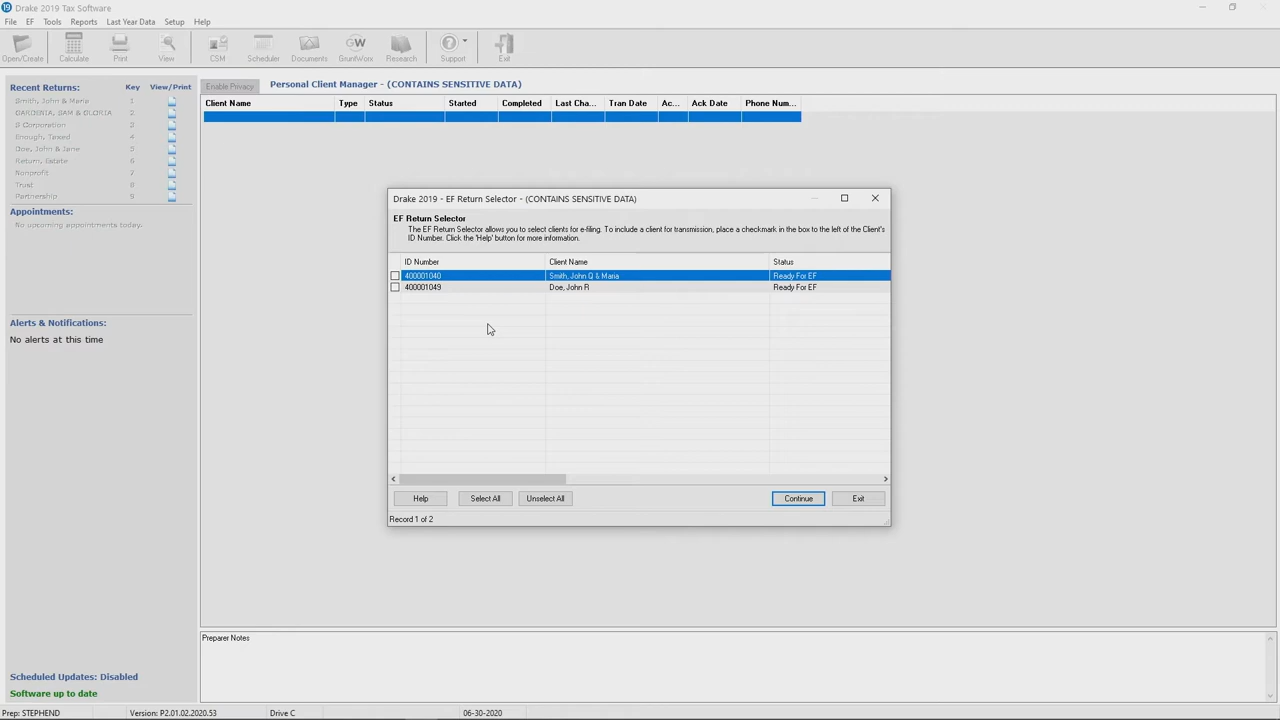 19 Drake 2019 Tax Software
File EF Tools Reports Last Year Data Setup Help
Open/Create Calculate Print View CSM Scheduler Documents GruntWorx Research Support Exit
Recent Returns: Key View/Print
Smith, John & Maria 1
GARDENIA, SAM & GLORIA 2
S Corporation 3
Enough, Taxed 4
Doe, John & Jane 5
Return, Estate 6
Nonprofit 7
Trust 8
Partnership 9
Appointments:
No upcoming appointments today.
Alerts & Notifications:
No alerts at this time
Scheduled Updates: Disabled
Software up to date
Enable Privacy Personal Client Manager - (CONTAINS SENSITIVE DATA)
Client Name Type Status Started Completed Last Cha... Tran Date Ac... Ack Date Phone Num...
Drake 2019 - EF Return Selector - (CONTAINS SENSITIVE DATA)
EF Return Selector
The EF Return Selector allows you to select clients for e-filing. To include a client for transmission, place a checkmark in the box to the left of the Client's
ID Number. Click the 'Help' button for more information.
ID Number Client Name Status
400001040 Smith, John Q & Maria Ready For EF
400001049 Doe, John R Ready For EF
Help Select All Unselect All Continue Exit
Record 1 of 2
Preparer Notes
Prep: STEPHEND Version: P2.01.02.2020.53 Drive C 06-30-2020